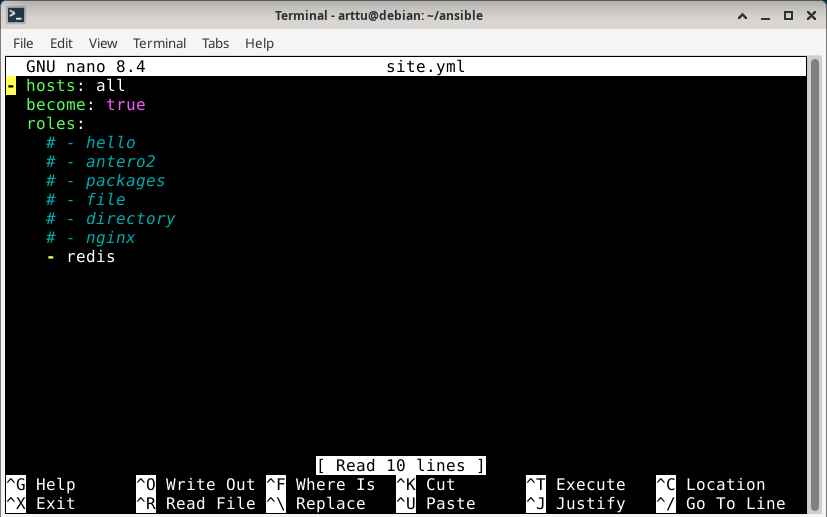 Terminal - arttu@debian: ~/ansible
File Edit View Terminal Tabs Help
GNU nano 8.4 site.yml
- hosts: all
  become: true
  roles:
    # - hello
    # - antero2
    # - packages
    # - file
    # - directory
    # - nginx
    - redis
[ Read 10 lines ]
^G Help ^O Write Out ^F Where Is ^K Cut ^T Execute ^C Location
^X Exit ^R Read File ^\ Replace ^U Paste ^J Justify ^/ Go To Line